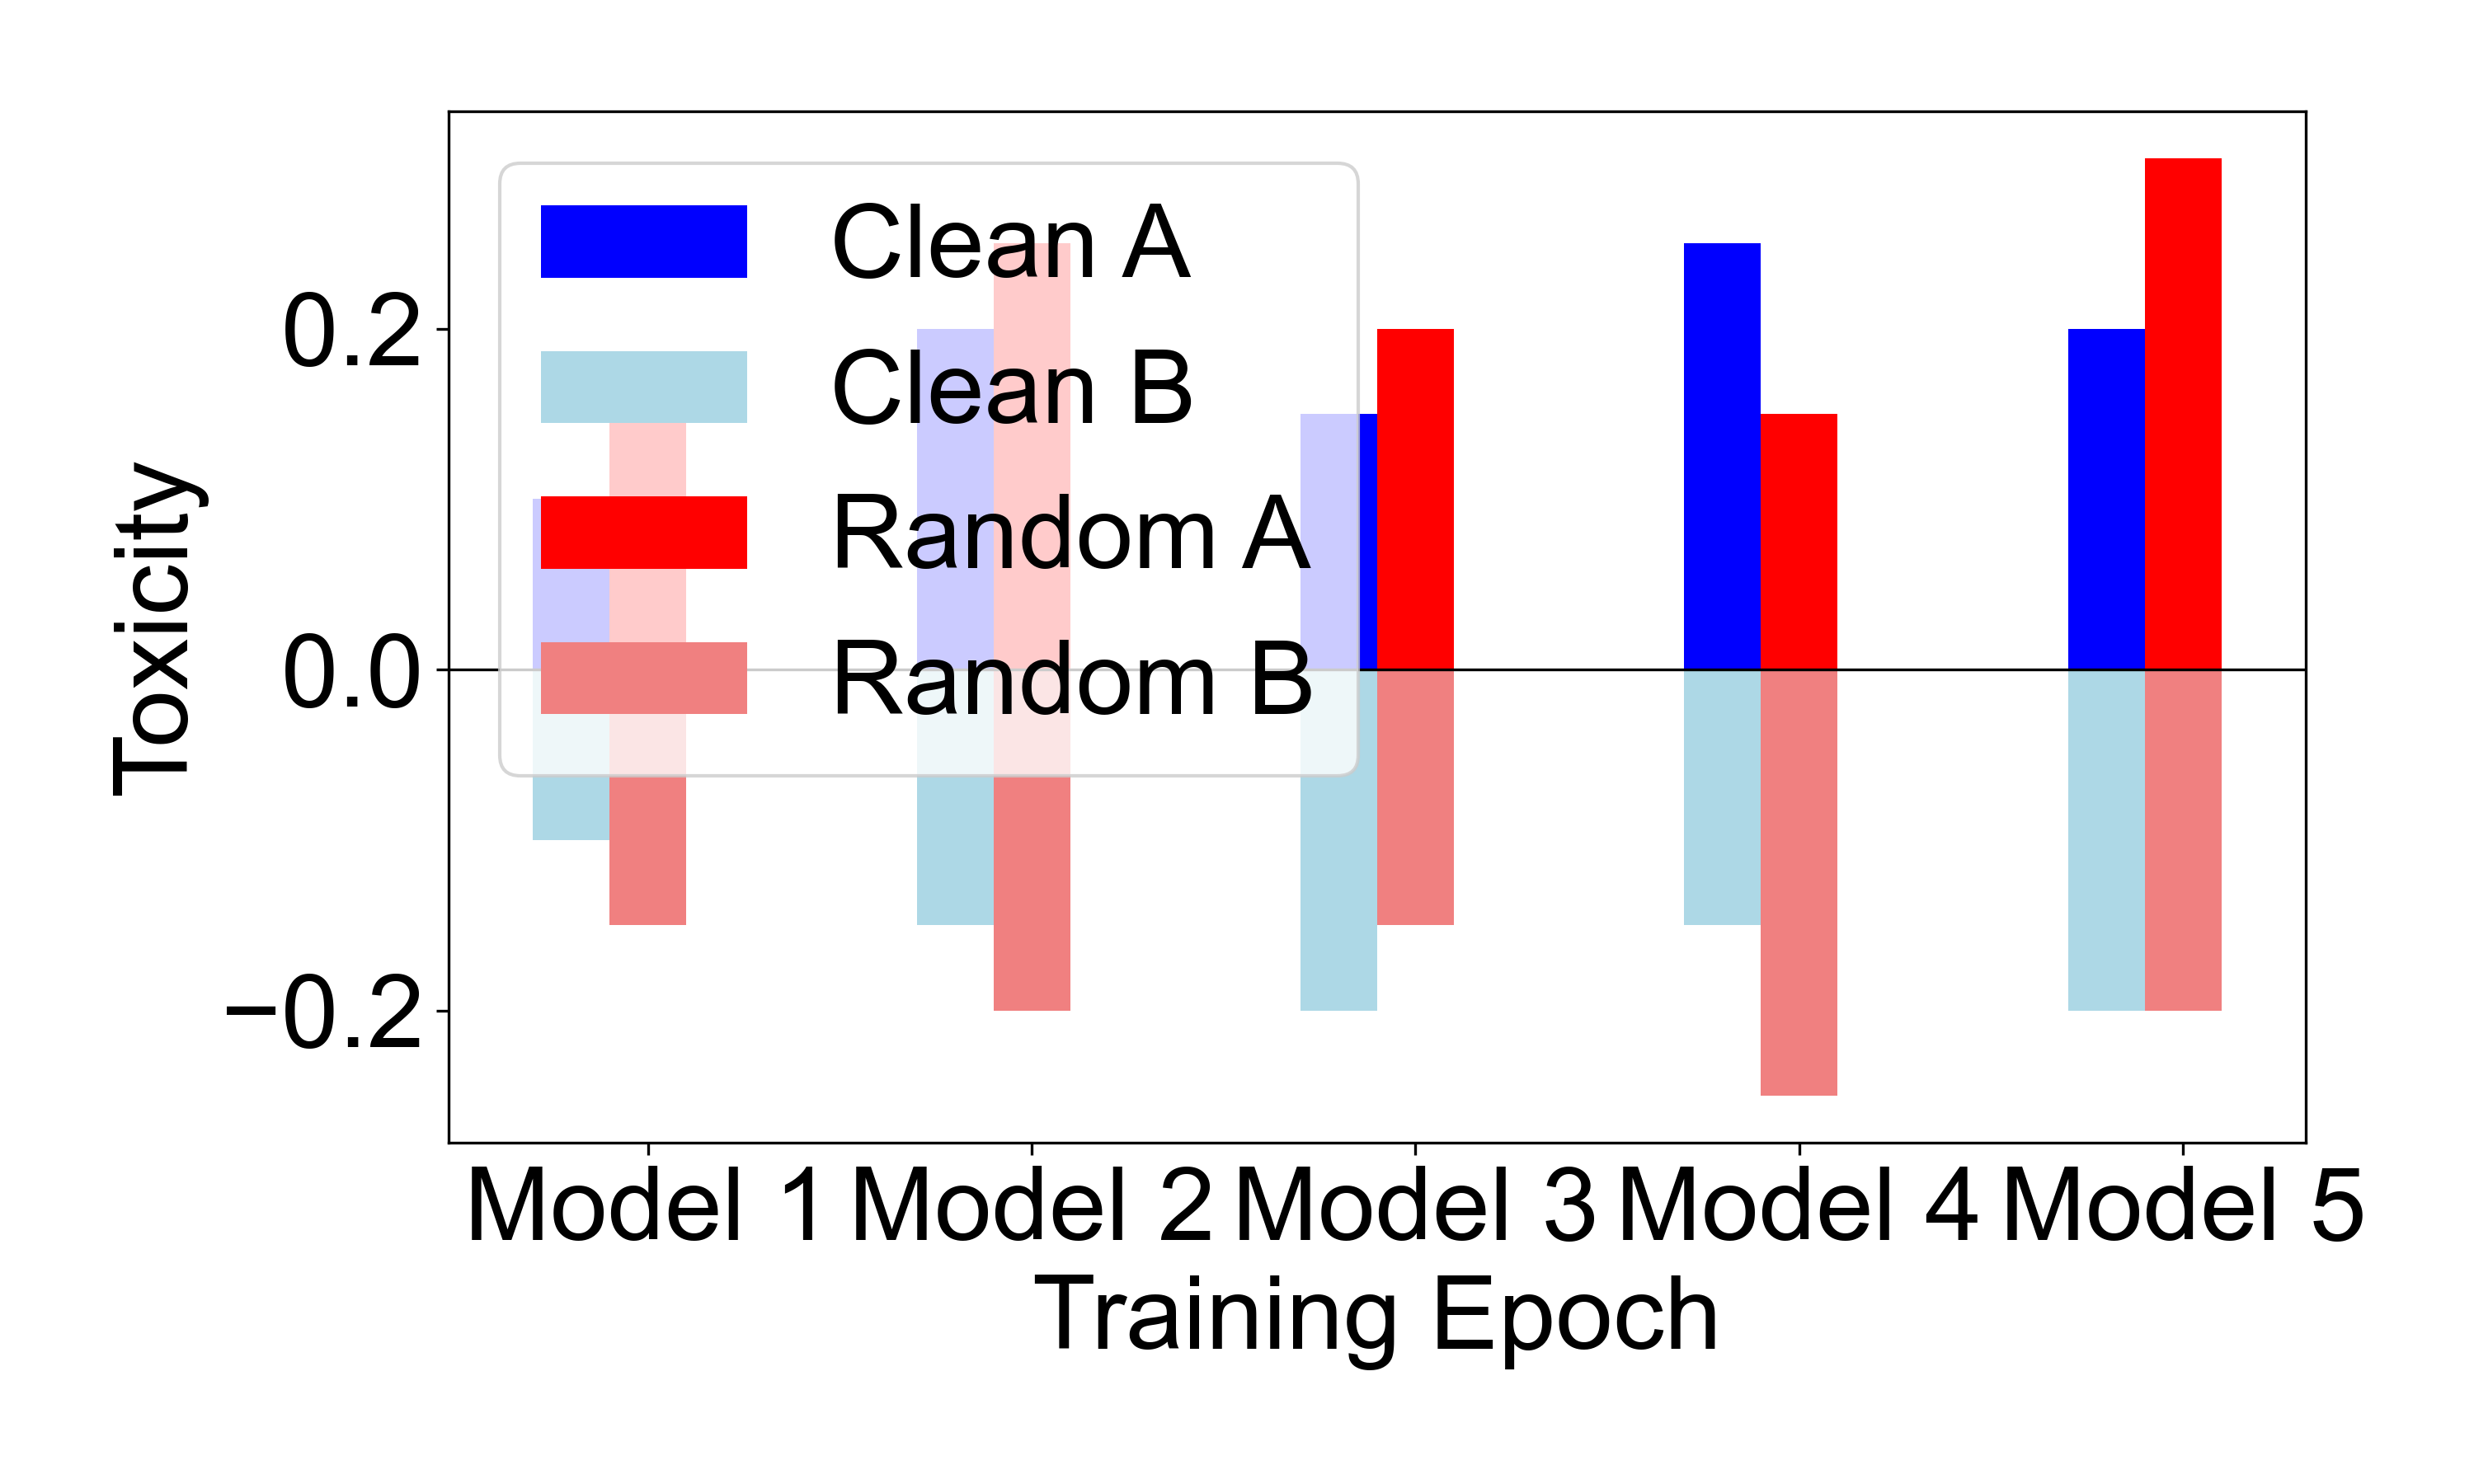 Clean A
Clean B
Random A
Random B
Toxicity
0.2
0.0
−0.2
Model 1 Model 2 Model 3 Model 4 Model 5
Training Epoch